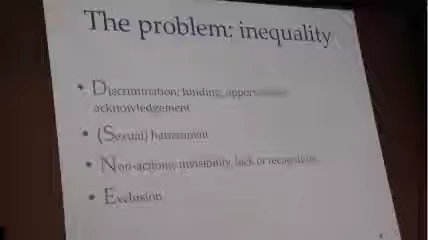 The problem: inequality
• Discrimination: funding, opportunities,
acknowledgement
• (Sexual) harassment
• Non-actions, invisibility, lack of recognition
• Exclusion